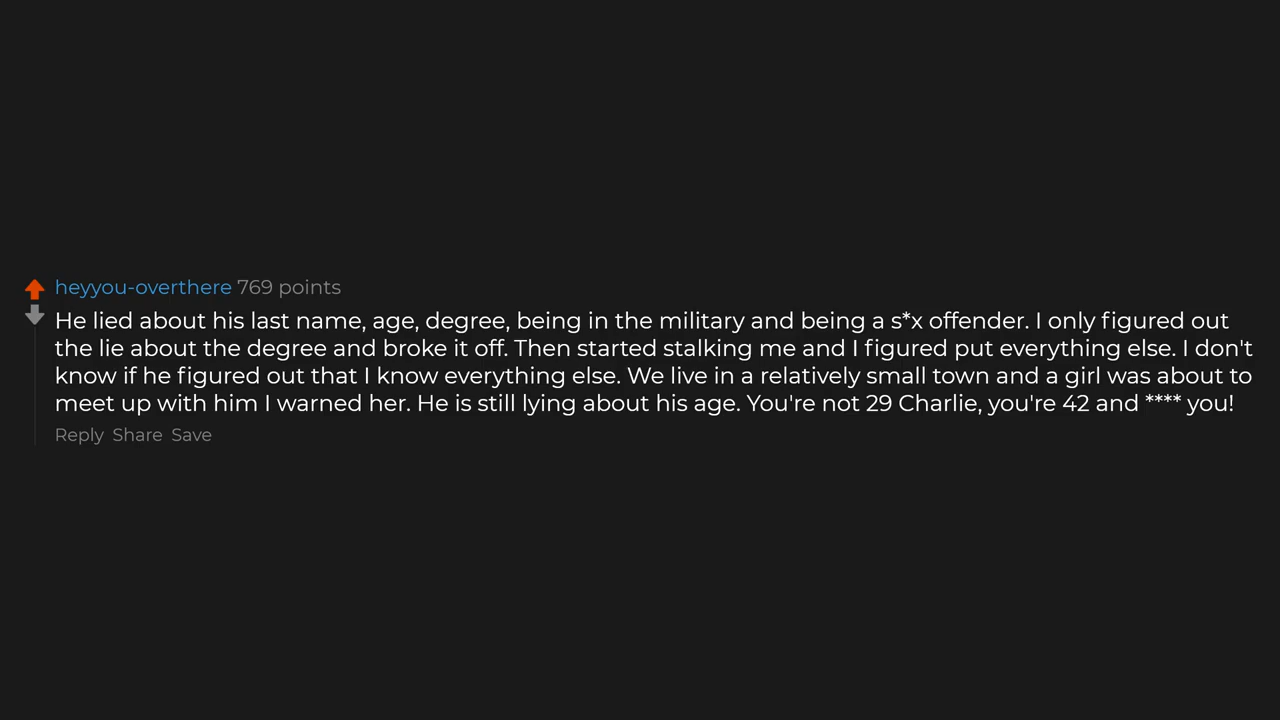 heyyou-overthere 769 points
He lied about his last name, age, degree, being in the military and being a s*x offender. I only figured out
the lie about the degree and broke it off. Then started stalking me and I figured put everything else. I don't
know if he figured out that I know everything else. We live in a relatively small town and a girl was about to
meet up with him I warned her. He is still lying about his age. You're not 29 Charlie, you're 42 and **** you!
Reply Share Save